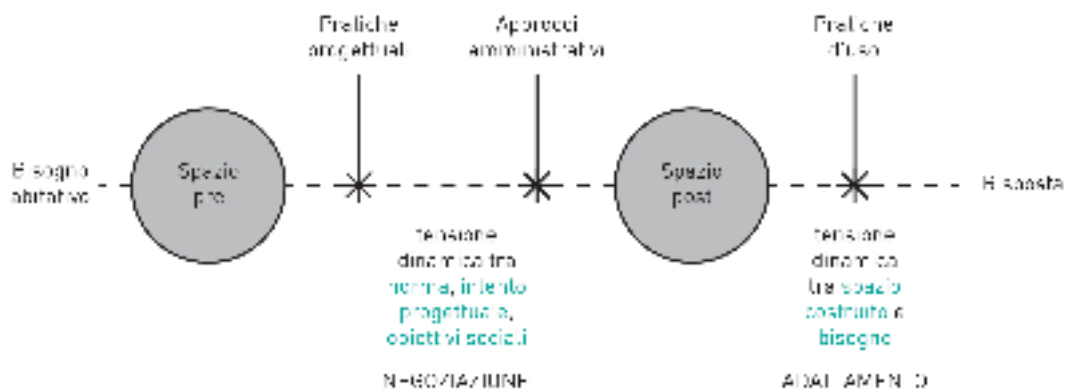 Pratiche
progettuali
Approcci
amministrativi
Pratiche
d'uso
Bisogno
abitativo
Spazio
pre
Spazio
post
Risposta
tensione
dinamica tra
norma, intento
progettuale,
obiettivi sociali
tensione
dinamica
tra spazio
costruito e
bisogno
NEGOZIAZIONE
ADATTAMENTO